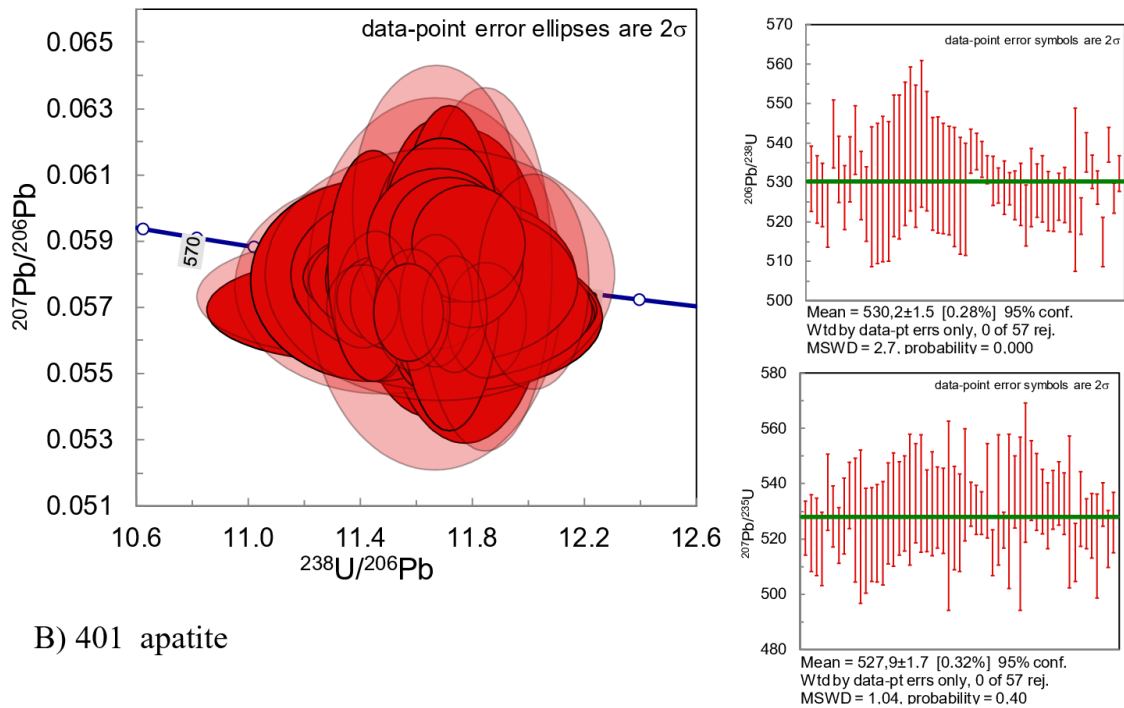 data-point error ellipses are 2σ
0.065
0.063
0.061
0.059
0.057
0.055
0.053
0.051
²⁰⁷Pb/²⁰⁶Pb
570
10.6 11.0 11.4 11.8 12.2 12.6
²³⁸U/²⁰⁶Pb
B) 401 apatite
data-point error symbols are 2σ
570
560
550
540
530
520
510
500
²⁰⁶Pb/²³⁸U
Mean = 530,2±1.5 [0.28%] 95% conf.
Wtd by data-pt errs only, 0 of 57 rej.
MSWD = 2,7, probability = 0,000
data-point error symbols are 2σ
580
560
540
520
500
480
²⁰⁷Pb/²³⁵U
Mean = 527,9±1.7 [0.32%] 95% conf.
Wtd by data-pt errs only, 0 of 57 rej.
MSWD = 1,04, probability = 0,40